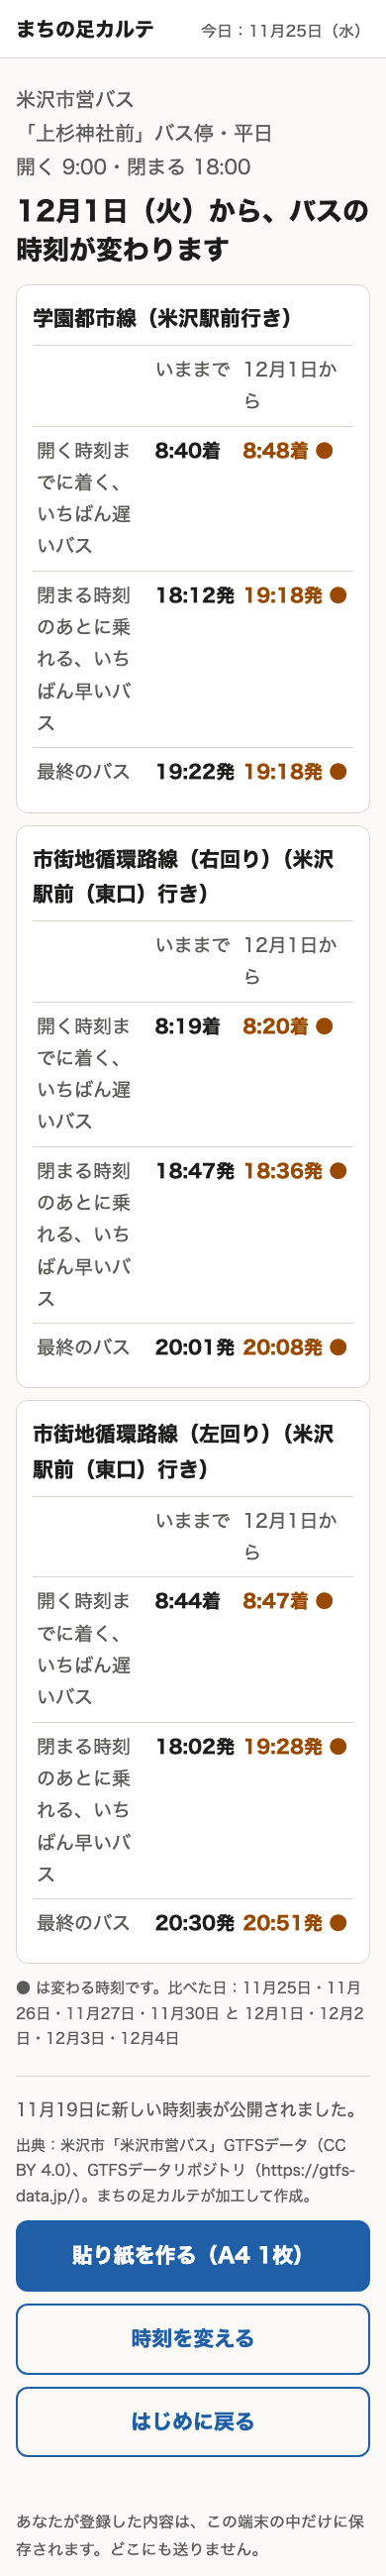 まちの足カルテ
今日：11月25日（水）
米沢市営バス
「上杉神社前」バス停・平日
開く 9:00・閉まる 18:00
12月1日（火）から、バスの
時刻が変わります
学園都市線（米沢駅前行き）
いままで 12月1日か
ら
開く時刻ま 8:40着 8:48着 ●
でに着く、
いちばん遅
いバス
閉まる時刻 18:12発 19:18発 ●
のあとに乗
れる、いち
ばん早いバ
ス
最終のバス 19:22発 19:18発 ●
市街地循環路線（右回り）（米沢
駅前（東口）行き）
いままで 12月1日か
ら
開く時刻ま 8:19着 8:20着 ●
でに着く、
いちばん遅
いバス
閉まる時刻 18:47発 18:36発 ●
のあとに乗
れる、いち
ばん早いバ
ス
最終のバス 20:01発 20:08発 ●
市街地循環路線（左回り）（米沢
駅前（東口）行き）
いままで 12月1日か
ら
開く時刻ま 8:44着 8:47着 ●
でに着く、
いちばん遅
いバス
閉まる時刻 18:02発 19:28発 ●
のあとに乗
れる、いち
ばん早いバ
ス
最終のバス 20:30発 20:51発 ●
● は変わる時刻です。比べた日：11月25日・11月
26日・11月27日・11月30日 と 12月1日・12月2
日・12月3日・12月4日
11月19日に新しい時刻表が公開されました。
出典：米沢市「米沢市営バス」GTFSデータ（CC
BY 4.0）、GTFSデータリポジトリ（https://gtfs-
data.jp/）。まちの足カルテが加工して作成。
貼り紙を作る（A4 1枚）
時刻を変える
はじめに戻る
あなたが登録した内容は、この端末の中だけに保
存されます。どこにも送りません。